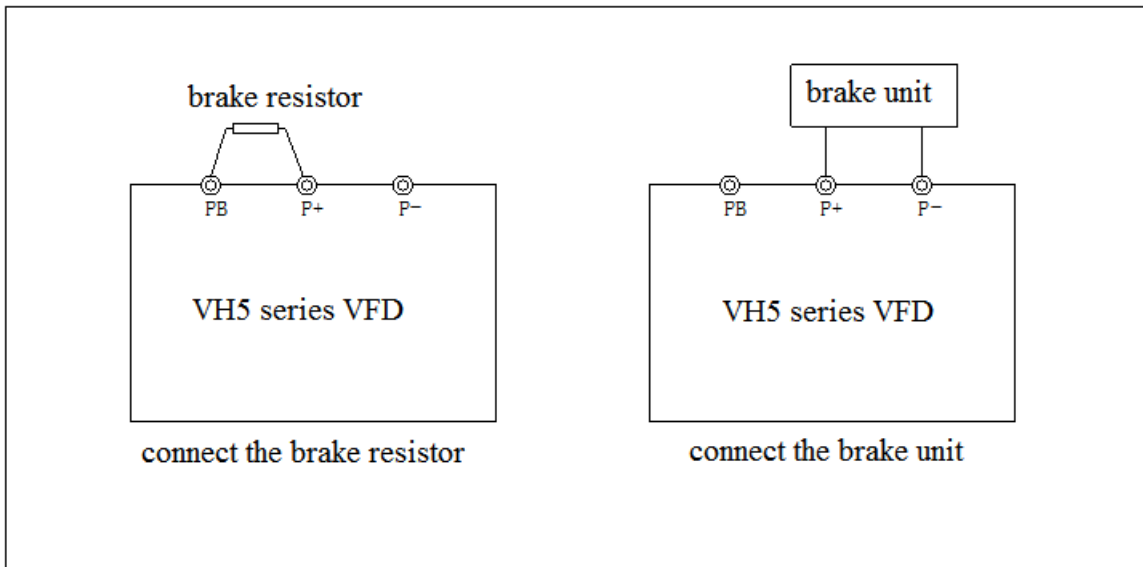 brake resistor
PB
P+
P−
VH5 series VFD
connect the brake resistor
brake unit
PB
P+
P−
VH5 series VFD
connect the brake unit